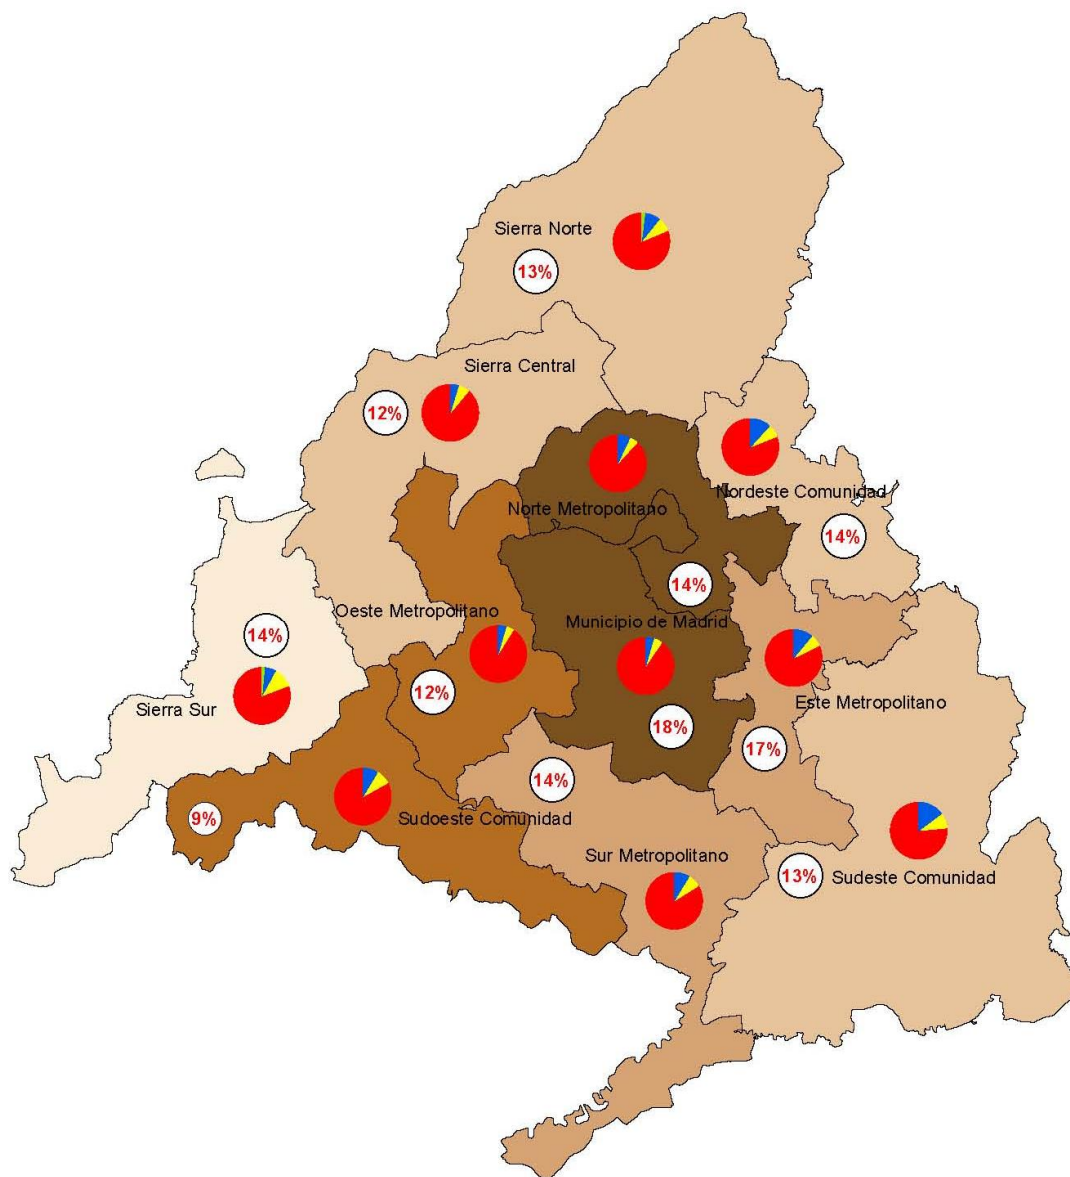 Sierra Norte
13%
Sierra Central
12%
Nordeste Comunidad
Norte Metropolitano
14%
14%
Oeste Metropolitano
Municipio de Madrid
14%
12%
Este Metropolitano
Sierra Sur
18%
17%
14%
9%
Sudoeste Comunidad
Sur Metropolitano
13%
Sudeste Comunidad